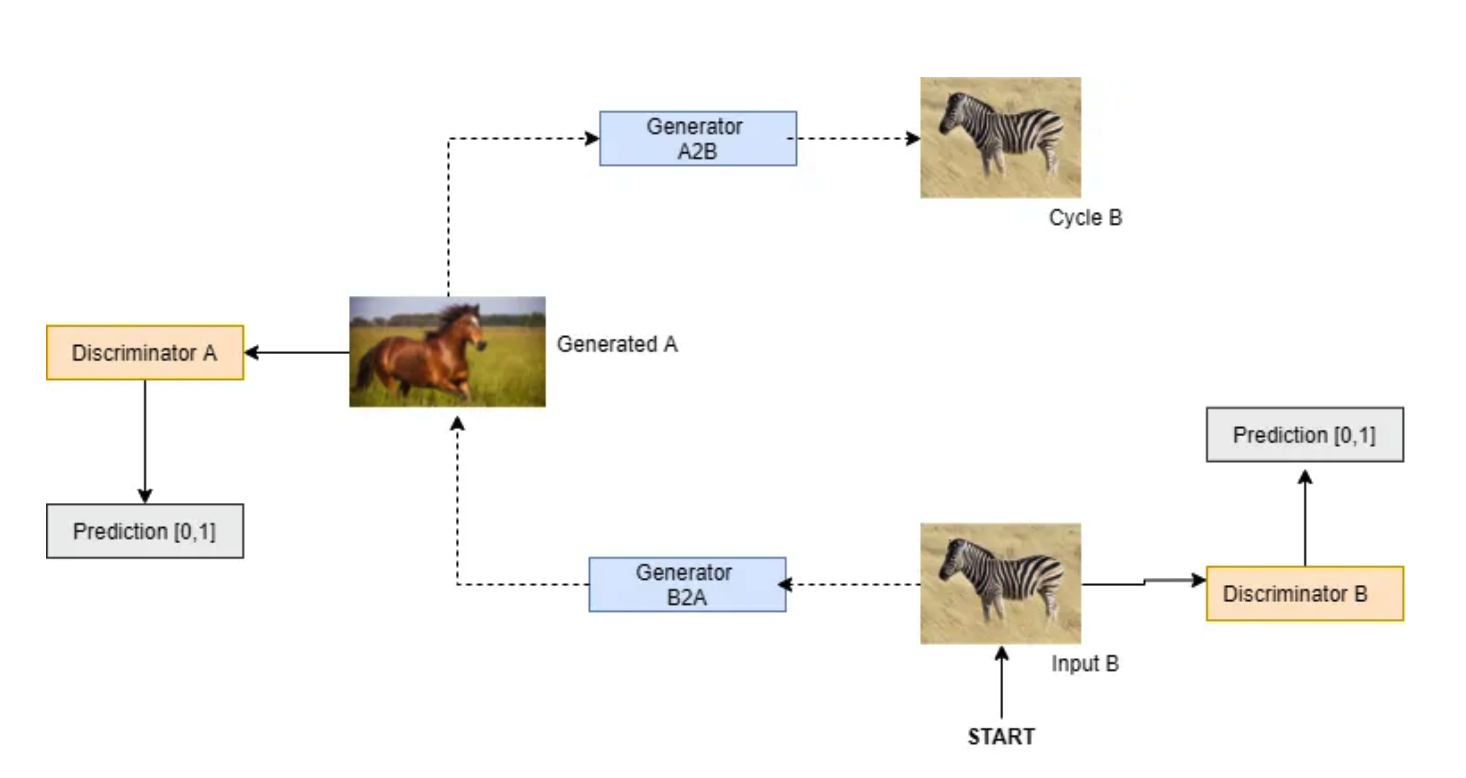 Generator
A2B
Cycle B
Generated A
Discriminator A
Prediction [0,1]
Prediction [0,1]
Generator
B2A
Discriminator B
Input B
START